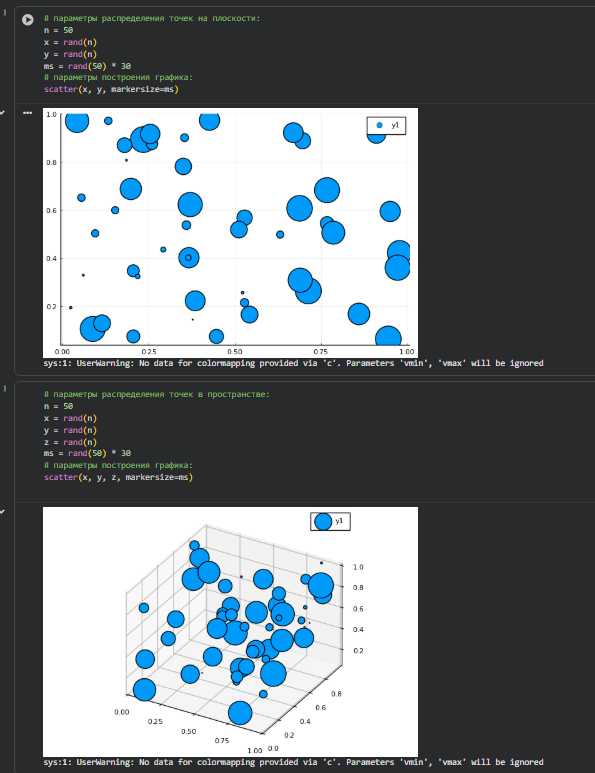 # параметры распределения точек на плоскости:
n = 50
x = rand(n)
y = rand(n)
ms = rand(50) * 30
# параметры построения графика:
scatter(x, y, markersize=ms)
1.0
y1
0.8
0.6
0.4
0.2
0.00 0.25 0.50 0.75 1.00
sys:1: UserWarning: No data for colormapping provided via 'c'. Parameters 'vmin', 'vmax' will be ignored
# параметры распределения точек в пространстве:
n = 50
x = rand(n)
y = rand(n)
z = rand(n)
ms = rand(50) * 30
# параметры построения графика:
scatter(x, y, z, markersize=ms)
y1
1.0
0.8
0.6
0.4
0.2
0.00
0.25
0.50
0.75
1.00
0.0
0.2
0.4
0.6
0.8
sys:1: UserWarning: No data for colormapping provided via 'c'. Parameters 'vmin', 'vmax' will be ignored